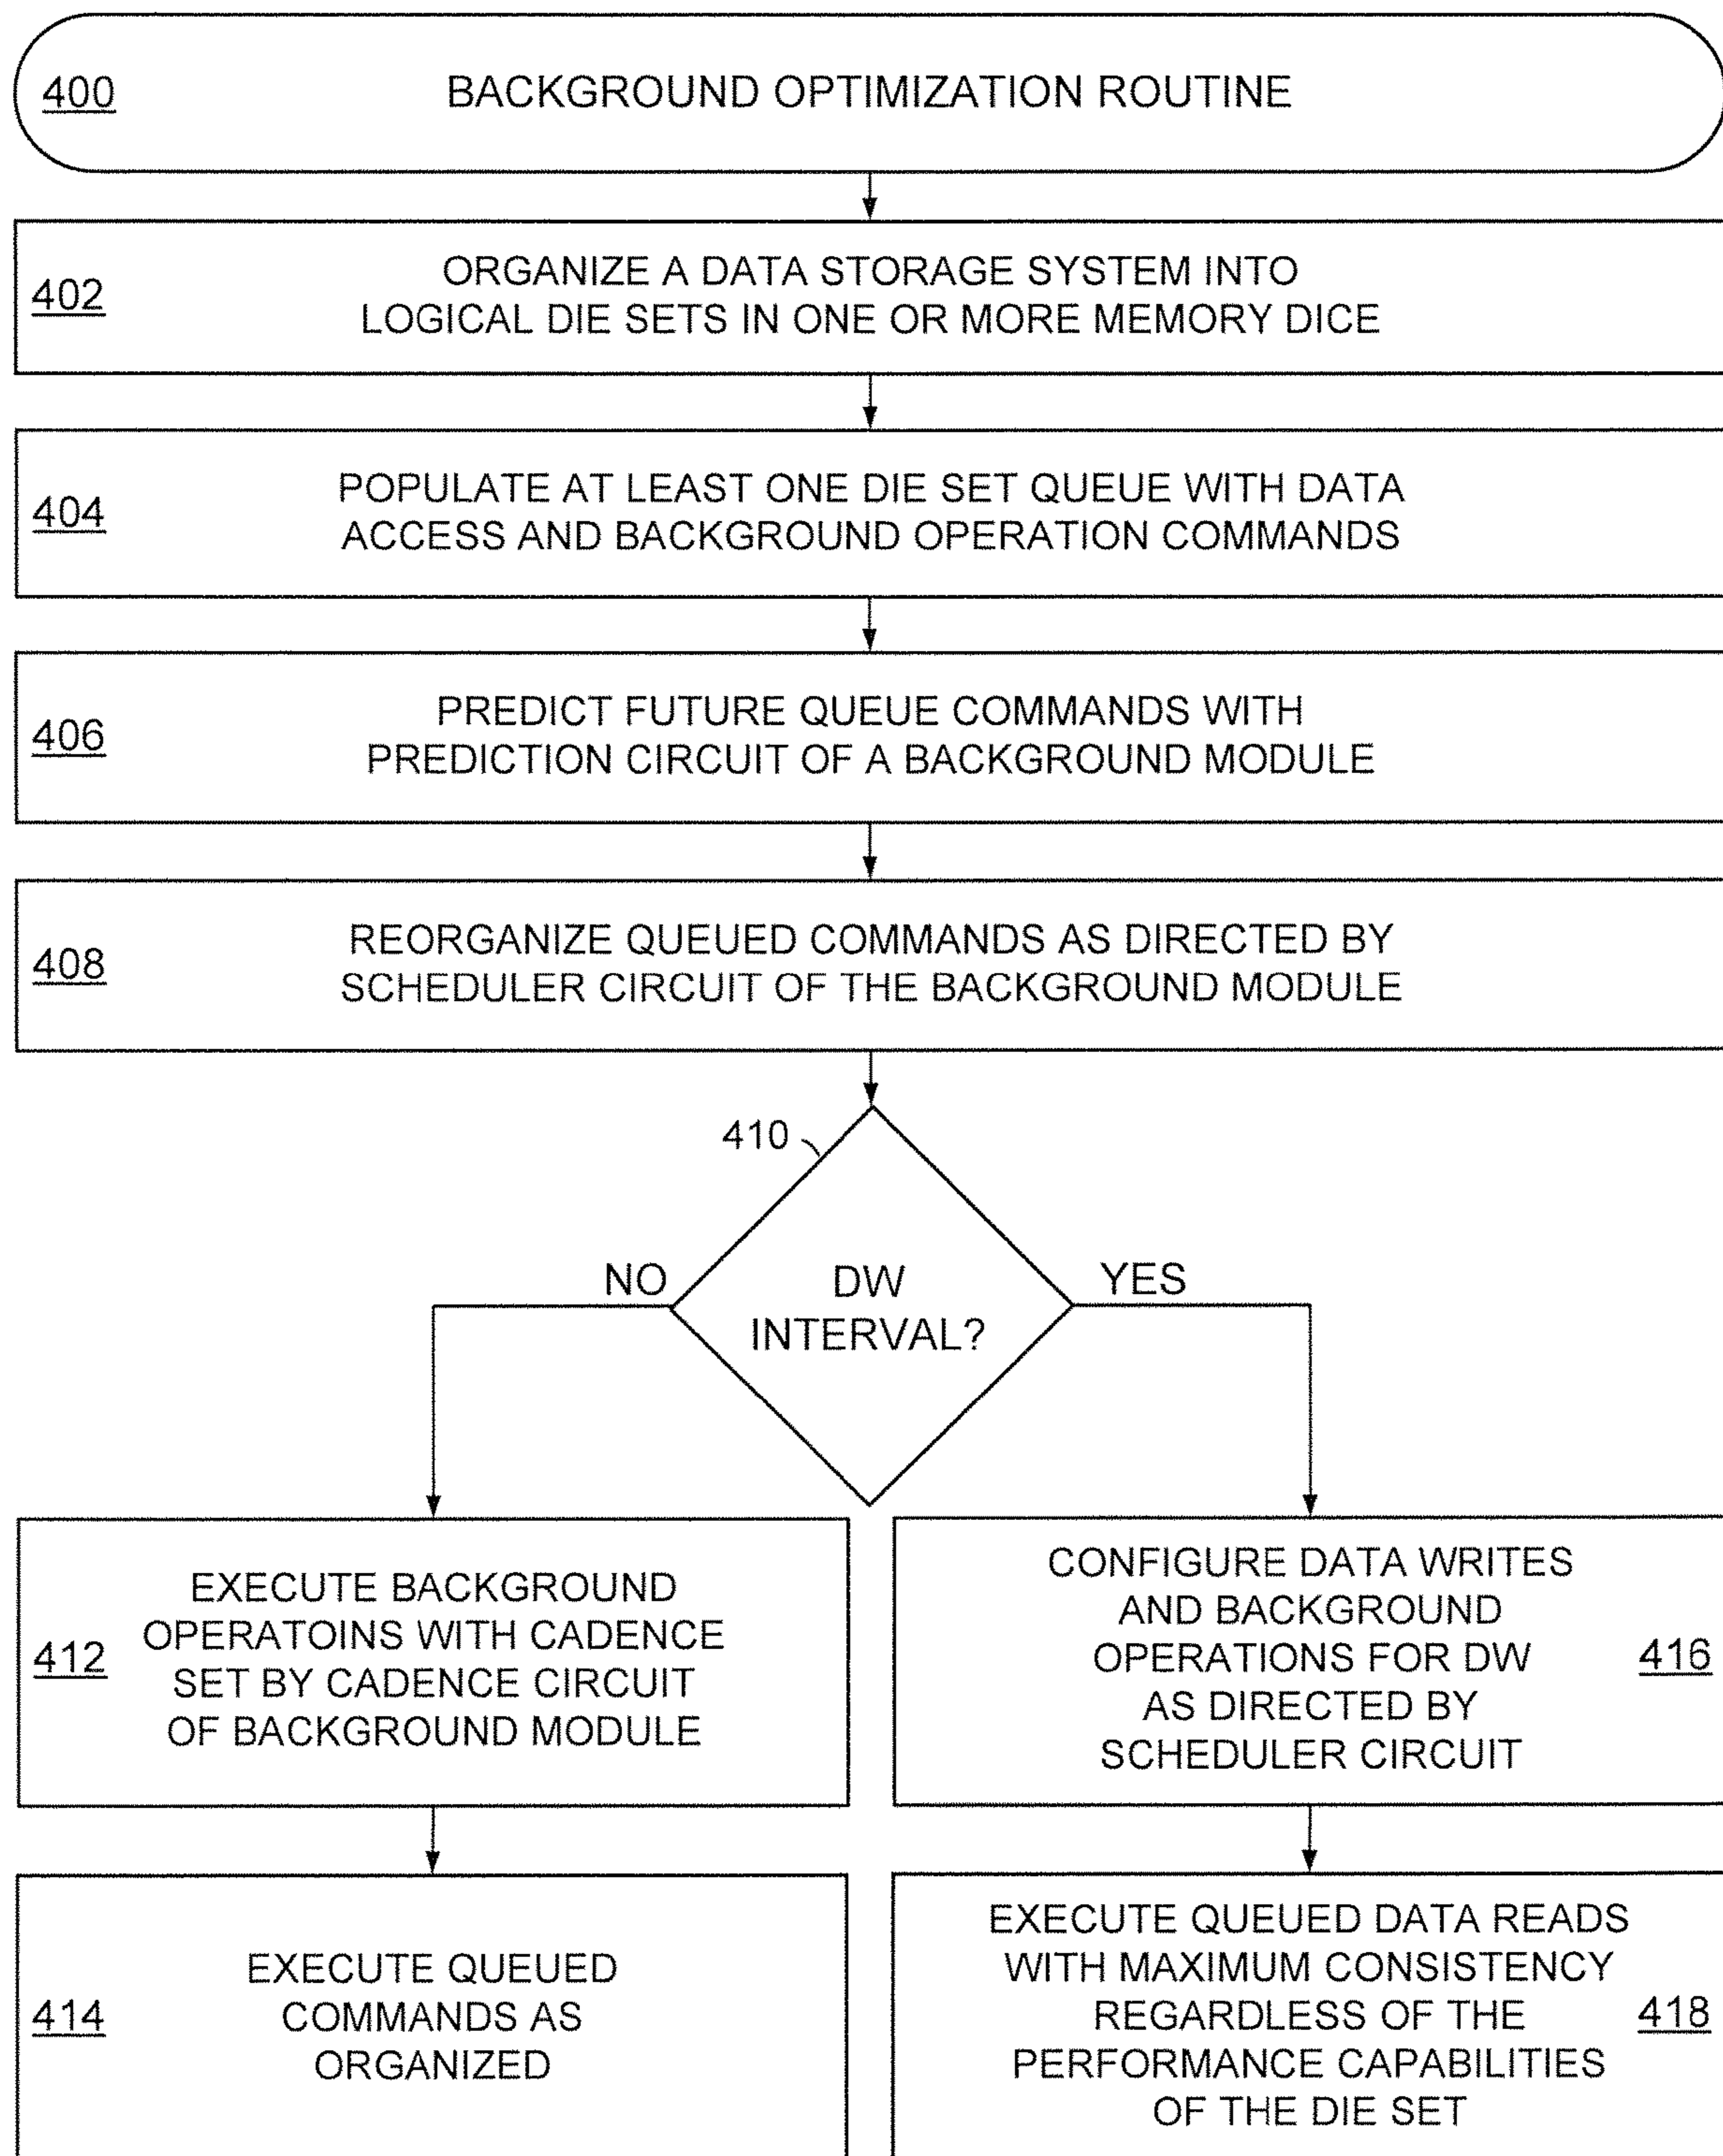 400
BACKGROUND OPTIMIZATION ROUTINE
402
ORGANIZE A DATA STORAGE SYSTEM INTO
LOGICAL DIE SETS IN ONE OR MORE MEMORY DICE
404
POPULATE AT LEAST ONE DIE SET QUEUE WITH DATA
ACCESS AND BACKGROUND OPERATION COMMANDS
406
PREDICT FUTURE QUEUE COMMANDS WITH
PREDICTION CIRCUIT OF A BACKGROUND MODULE
408
REORGANIZE QUEUED COMMANDS AS DIRECTED BY
SCHEDULER CIRCUIT OF THE BACKGROUND MODULE
410
DW
INTERVAL?
NO
YES
412
EXECUTE BACKGROUND
OPERATOINS WITH CADENCE
SET BY CADENCE CIRCUIT
OF BACKGROUND MODULE
CONFIGURE DATA WRITES
AND BACKGROUND
OPERATIONS FOR DW
AS DIRECTED BY
SCHEDULER CIRCUIT
416
414
EXECUTE QUEUED
COMMANDS AS
ORGANIZED
EXECUTE QUEUED DATA READS
WITH MAXIMUM CONSISTENCY
REGARDLESS OF THE
PERFORMANCE CAPABILITIES
OF THE DIE SET
418